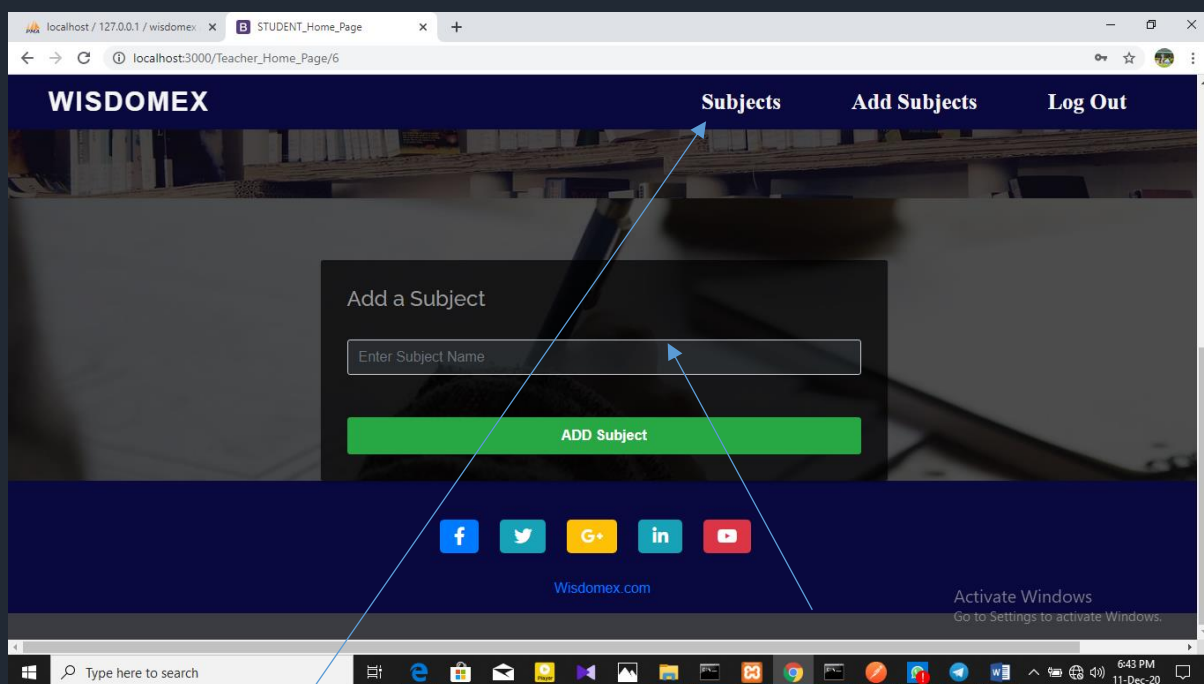 localhost / 127.0.0.1 / wisdomex
STUDENT_Home_Page
localhost:3000/Teacher_Home_Page/6
WISDOMEX
Subjects
Add Subjects
Log Out
Add a Subject
Enter Subject Name
ADD Subject
Wisdomex.com
Activate Windows
Go to Settings to activate Windows.
Type here to search
6:43 PM
11-Dec-20